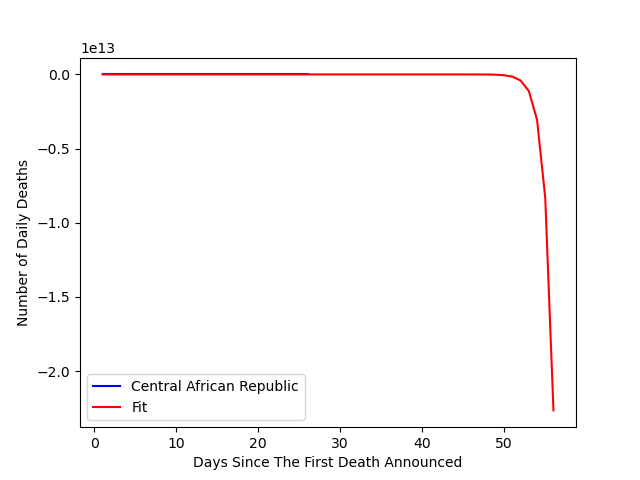 1e13
0.0
−0.5
−1.0
−1.5
−2.0
Number of Daily Deaths
Central African Republic
Fit
0 10 20 30 40 50
Days Since The First Death Announced